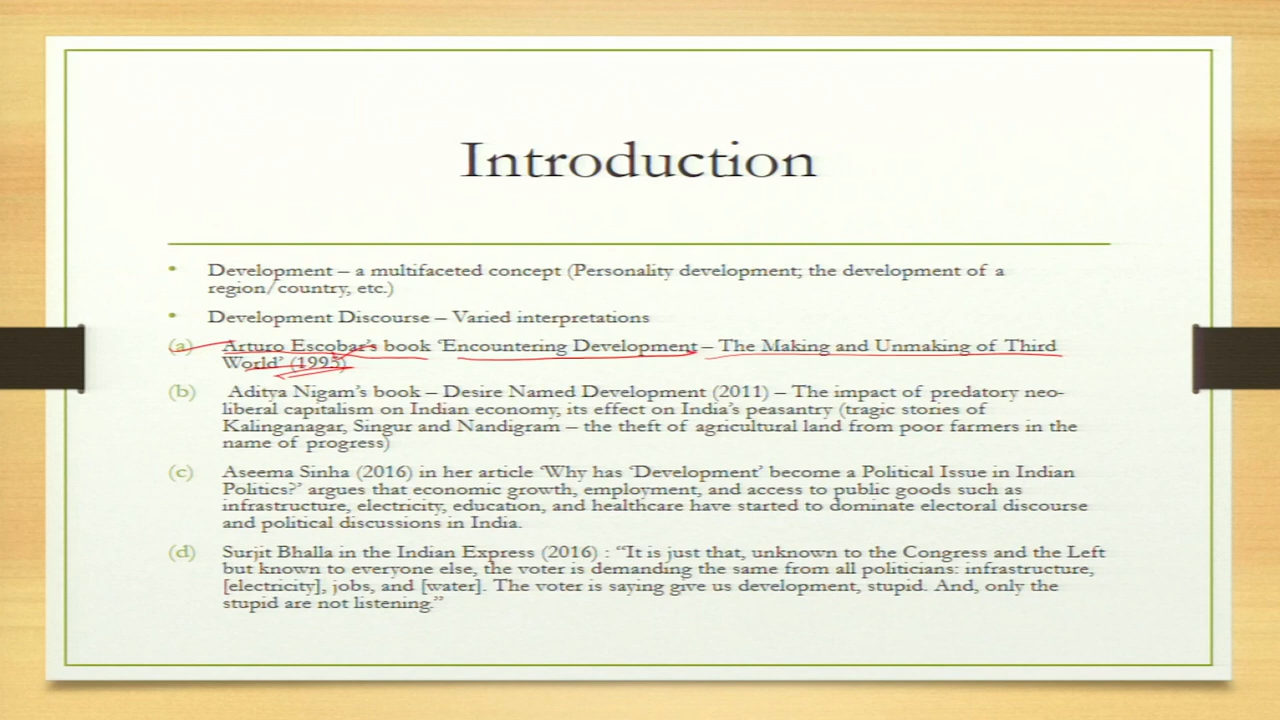 Introduction
• Development – a multifaceted concept (Personality development; the development of a
region/country, etc.)
• Development Discourse – Varied interpretations
(a) Arturo Escobar's book 'Encountering Development – The Making and Unmaking of Third
World' (1995)
(b) Aditya Nigam's book – Desire Named Development (2011) – The impact of predatory neo-
liberal capitalism on Indian economy, its effect on India's peasantry (tragic stories of
Kalinganagar, Singur and Nandigram – the theft of agricultural land from poor farmers in the
name of progress)
(c) Aseema Sinha (2016) in her article 'Why has 'Development' become a Political Issue in Indian
Politics?' argues that economic growth, employment, and access to public goods such as
infrastructure, electricity, education, and healthcare have started to dominate electoral discourse
and political discussions in India.
(d) Surjit Bhalla in the Indian Express (2016) : “It is just that, unknown to the Congress and the Left
but known to everyone else, the voter is demanding the same from all politicians: infrastructure,
[electricity], jobs, and [water]. The voter is saying give us development, stupid. And, only the
stupid are not listening.”